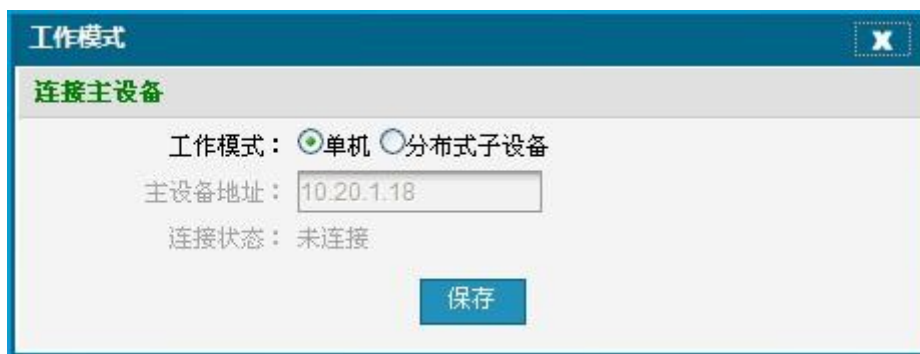 工作模式
连接主设备
工作模式： 单机 分布式子设备
主设备地址： 10.20.1.18
连接状态： 未连接
保存